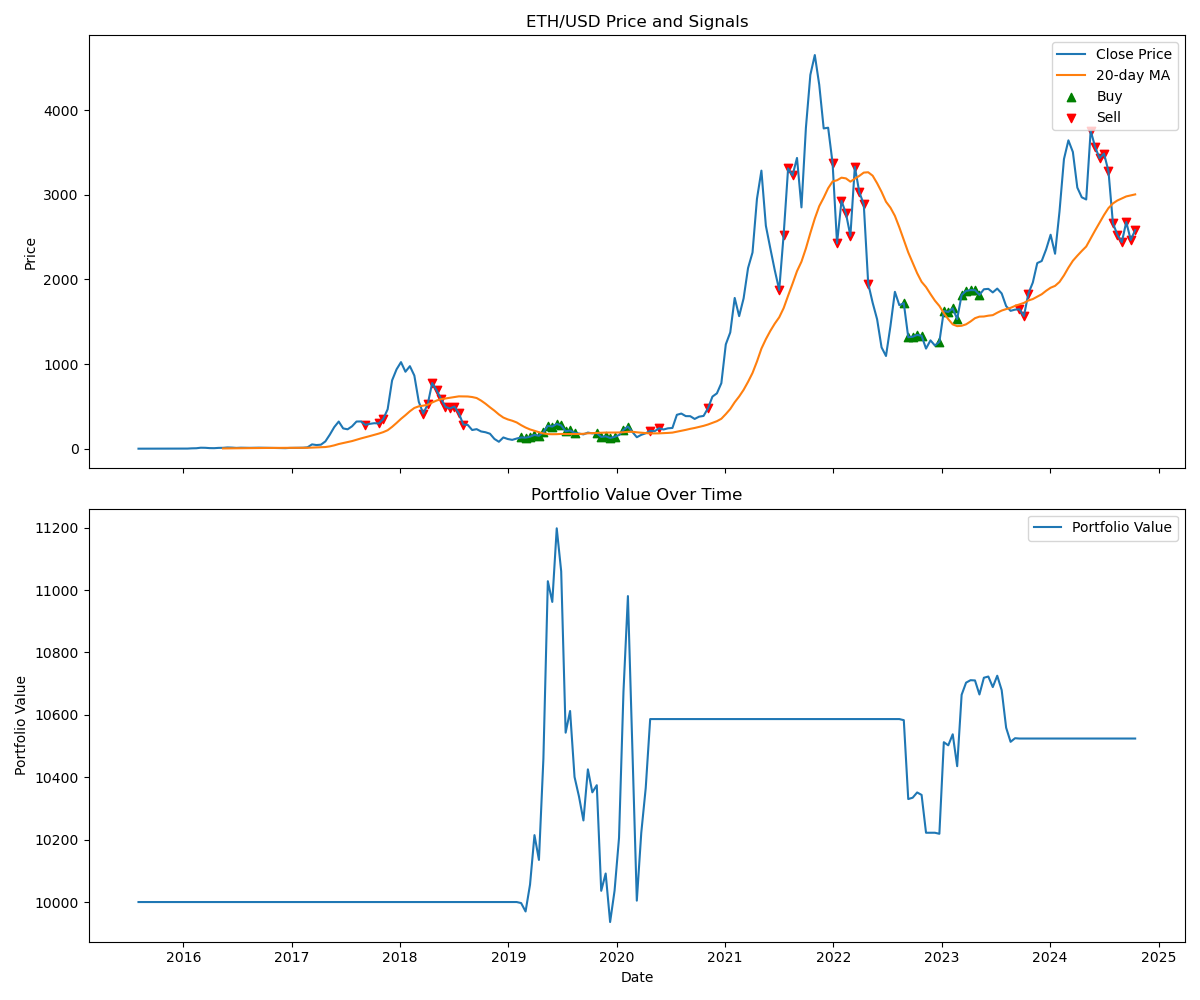 ETH/USD Price and Signals
Close Price
20-day MA
Buy
Sell
Price
4000
3000
2000
1000
0
Portfolio Value Over Time
Portfolio Value
Portfolio Value
11200
11000
10800
10600
10400
10200
10000
2016 2017 2018 2019 2020 2021 2022 2023 2024 2025
Date